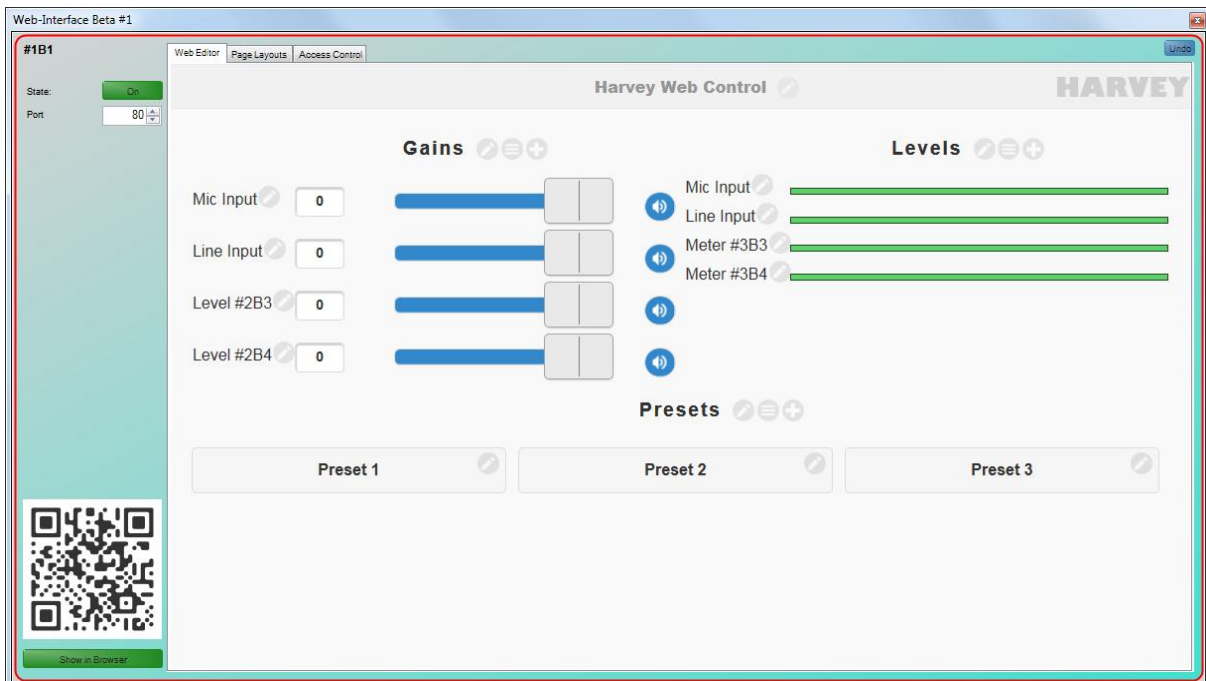 Web-Interface Beta #1
#1B1
Web Editor Page Layouts Access Control
Undo
State: On
Port 80
Harvey Web Control
HARVEY
Gains
Levels
Mic Input 0
Line Input 0
Level #2B3 0
Level #2B4 0
Mic Input
Line Input
Meter #3B3
Meter #3B4
Presets
Preset 1
Preset 2
Preset 3
Show in Browser